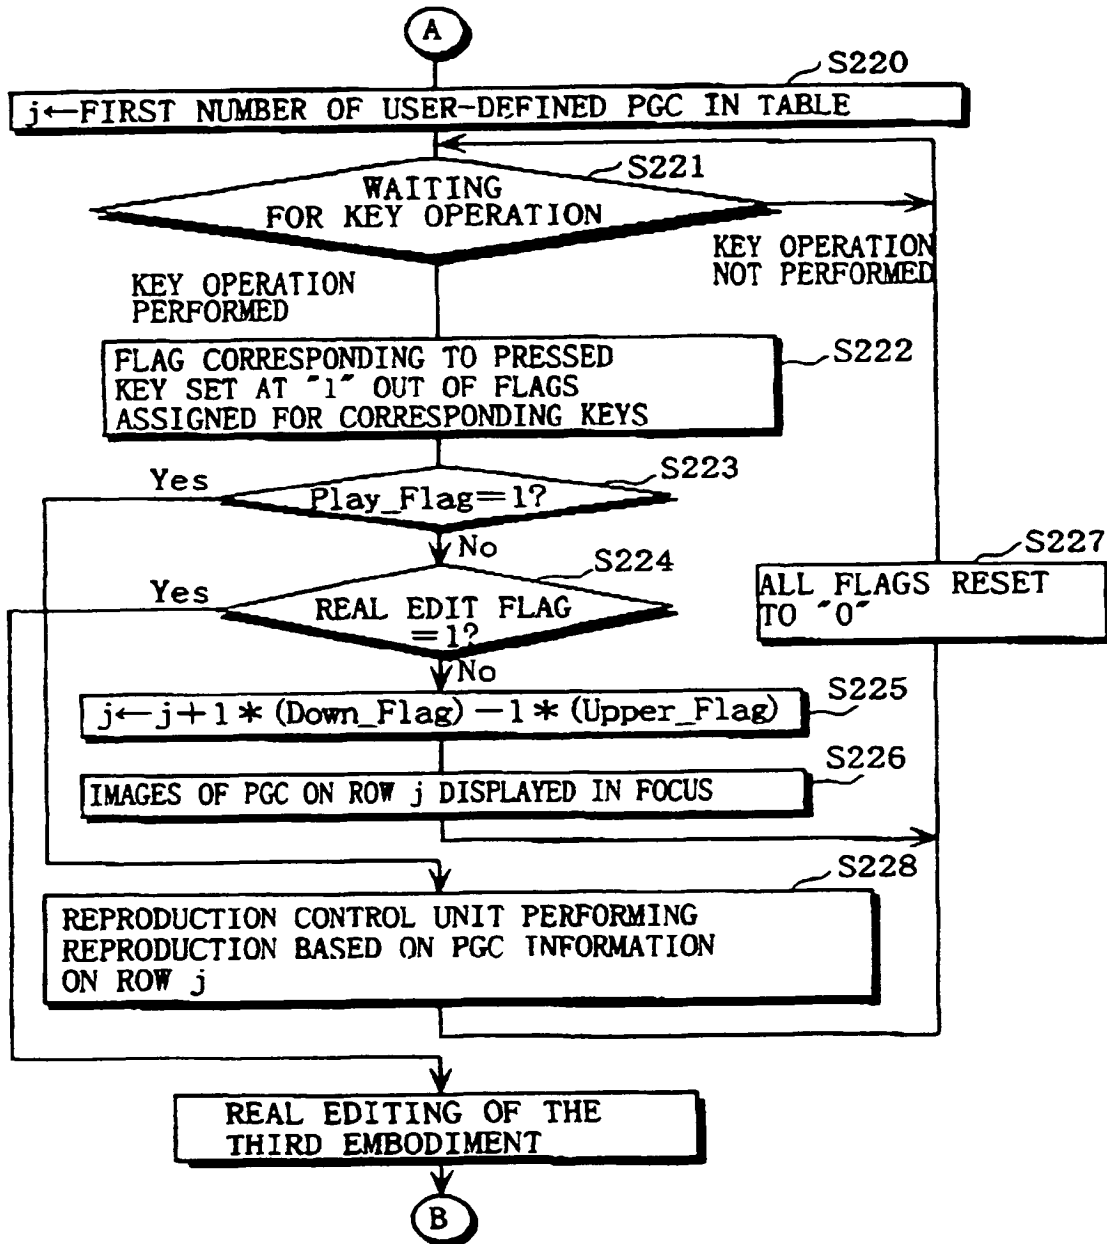 A
S220
j←FIRST NUMBER OF USER-DEFINED PGC IN TABLE
S221
WAITING
FOR KEY OPERATION
KEY OPERATION
NOT PERFORMED
KEY OPERATION
PERFORMED
S222
FLAG CORRESPONDING TO PRESSED
KEY SET AT "1" OUT OF FLAGS
ASSIGNED FOR CORRESPONDING KEYS
S223
Yes
Play_Flag=1?
No
S224
Yes
REAL EDIT FLAG
=1?
No
S227
ALL FLAGS RESET
TO "0"
S225
j←j+1*(Down_Flag)-1*(Upper_Flag)
S226
IMAGES OF PGC ON ROW j DISPLAYED IN FOCUS
S228
REPRODUCTION CONTROL UNIT PERFORMING
REPRODUCTION BASED ON PGC INFORMATION
ON ROW j
REAL EDITING OF THE
THIRD EMBODIMENT
B